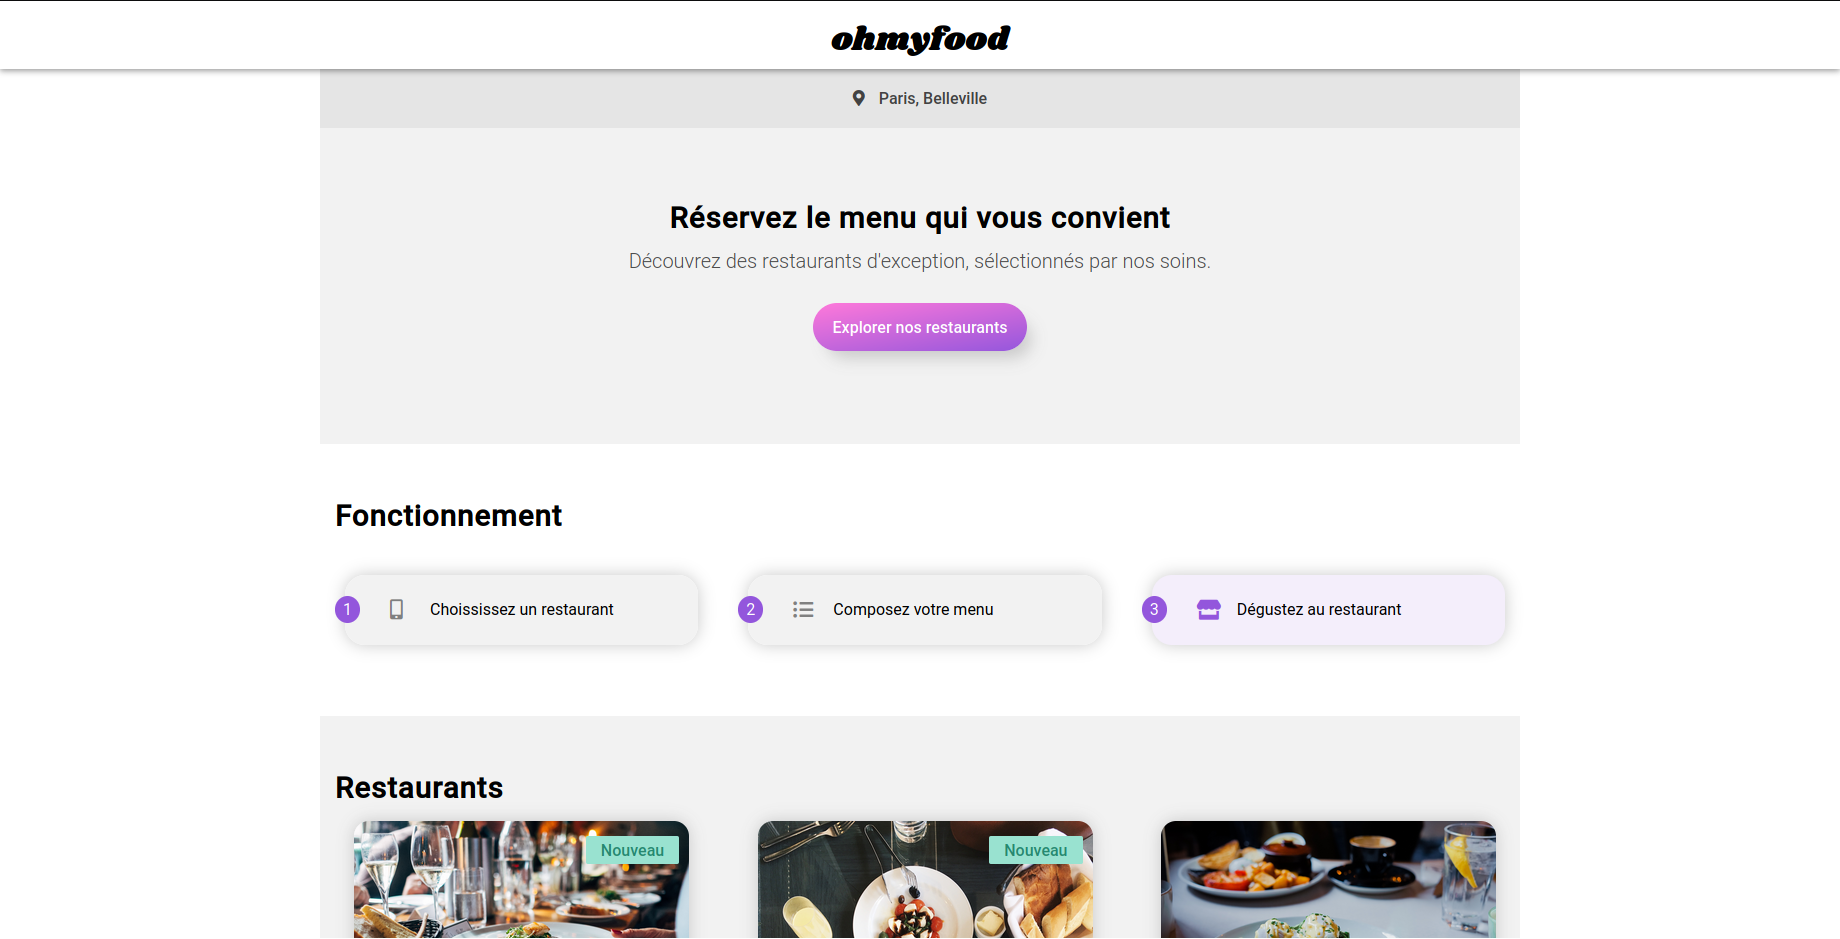 ohmyfood
Paris, Belleville
Réservez le menu qui vous convient
Découvrez des restaurants d'exception, sélectionnés par nos soins.
Explorer nos restaurants
Fonctionnement
1 Choississez un restaurant
2 Composez votre menu
3 Dégustez au restaurant
Restaurants
Nouveau
Nouveau